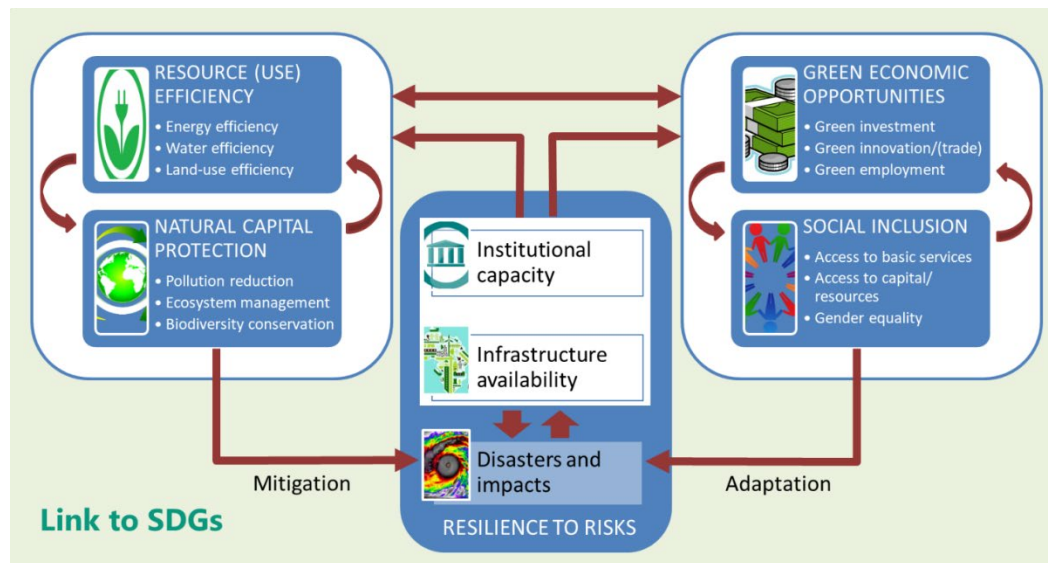 RESOURCE (USE)
EFFICIENCY
• Energy efficiency
• Water efficiency
• Land-use efficiency
NATURAL CAPITAL
PROTECTION
• Pollution reduction
• Ecosystem management
• Biodiversity conservation
GREEN ECONOMIC
OPPORTUNITIES
• Green investment
• Green innovation/(trade)
• Green employment
SOCIAL INCLUSION
• Access to basic services
• Access to capital/
resources
• Gender equality
Institutional
capacity
Infrastructure
availability
Disasters and
impacts
RESILIENCE TO RISKS
Mitigation
Adaptation
Link to SDGs